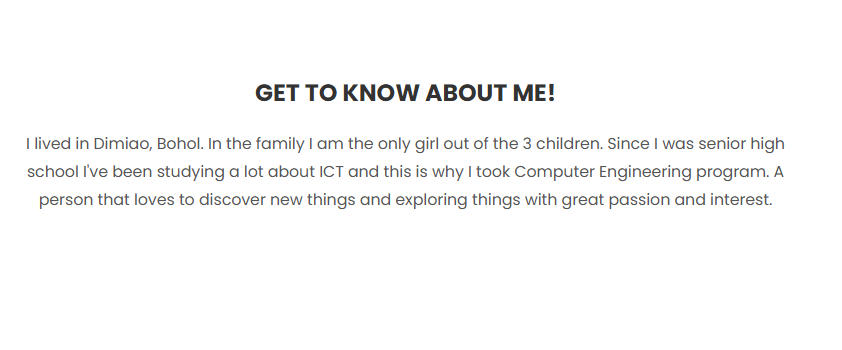 GET TO KNOW ABOUT ME!
I lived in Dimiao, Bohol. In the family I am the only girl out of the 3 children. Since I was senior high
school I've been studying a lot about ICT and this is why I took Computer Engineering program. A
person that loves to discover new things and exploring things with great passion and interest.